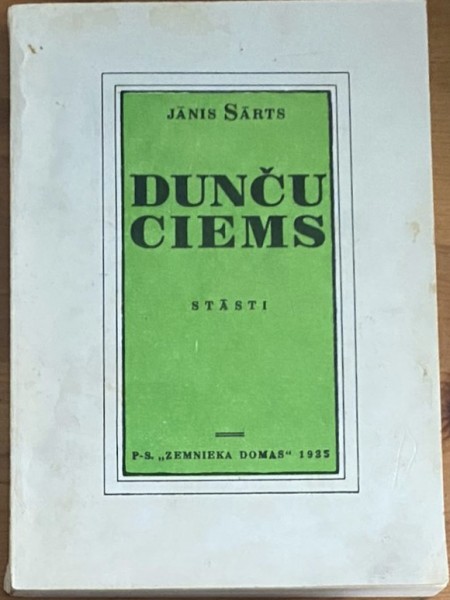 JĀNIS SĀRTS
DUNČU
CIEMS
STĀSTI
P-S. „ZEMNIEKA DOMAS“ 1935